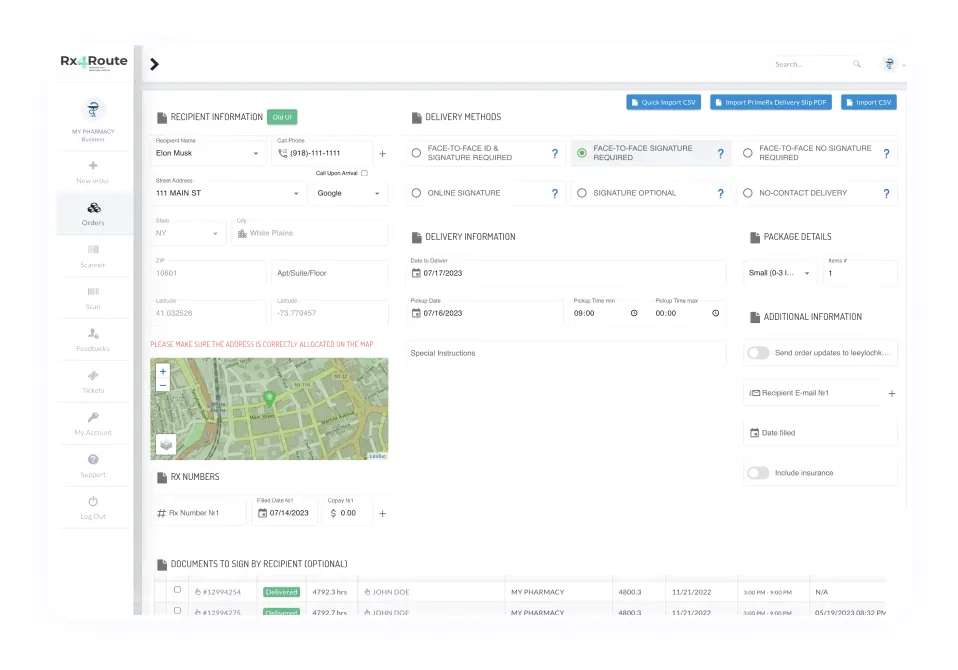 Rx4Route
Search...
MY PHARMACY
Business
New order
Orders
Scanner
Scan
Feedbacks
Tickets
My Account
Support
Log Out
Quick Import CSV
Import PrimeRx Delivery Slip PDF
Import CSV
RECIPIENT INFORMATION
Old UI
Recipient Name
Elon Musk
Cell Phone
(918)-111-1111
Call Upon Arrival
Street Address
111 MAIN ST
Google
State
NY
City
White Plains
ZIP
10601
Apt/Suite/Floor
Latitude
41.032526
Latitude
-73.770457
PLEASE MAKE SURE THE ADDRESS IS CORRECTLY ALLOCATED ON THE MAP
+
−
NY 119
NY 22
Main Street
Leaflet
RX NUMBERS
# Rx Number №1
Filled Date №1
07/14/2023
Copay №1
$ 0.00
DELIVERY METHODS
FACE-TO-FACE ID &
SIGNATURE REQUIRED
?
FACE-TO-FACE SIGNATURE
REQUIRED
?
FACE-TO-FACE NO SIGNATURE
REQUIRED
?
ONLINE SIGNATURE
?
SIGNATURE OPTIONAL
?
NO-CONTACT DELIVERY
?
DELIVERY INFORMATION
Date to Deliver
07/17/2023
Pickup Date
07/16/2023
Pickup Time min
09:00
Pickup Time max
00:00
Special Instructions
PACKAGE DETAILS
Small (0-3 l...
Items #
1
ADDITIONAL INFORMATION
Send order updates to leeylochk...
Recipient E-mail №1
Date filled
Include insurance
DOCUMENTS TO SIGN BY RECIPIENT (OPTIONAL)
#12994254 Delivered 4792.3 hrs JOHN DOE MY PHARMACY 4800.3 11/21/2022 3:00 PM - 9:00 PM N/A
#12994275 Delivered 4792.7 hrs JOHN DOE MY PHARMACY 4800.3 11/21/2022 3:00 PM - 9:00 PM 05/19/2023 08:32 PM